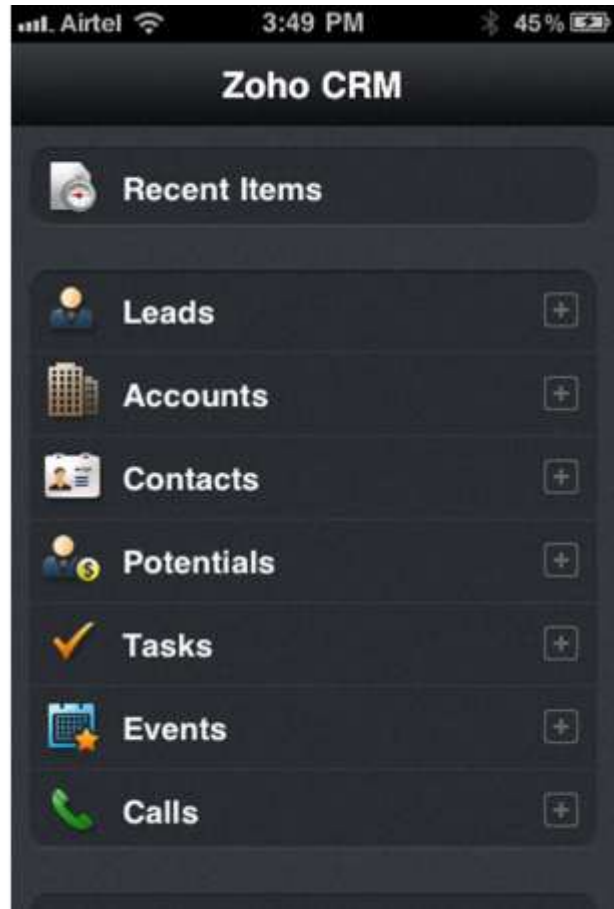 Airtel 3:49 PM 45%
Zoho CRM
Recent Items
Leads
Accounts
Contacts
Potentials
Tasks
Events
Calls